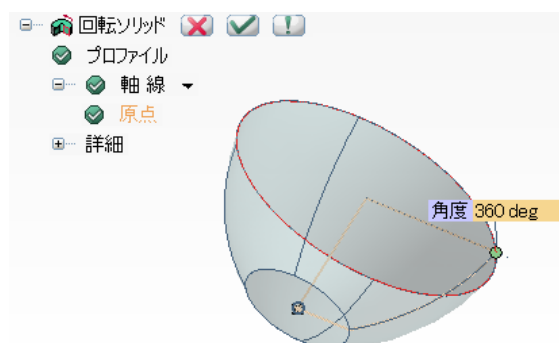 回転ソリッド
プロファイル
軸線
原点
詳細
角度 360 deg